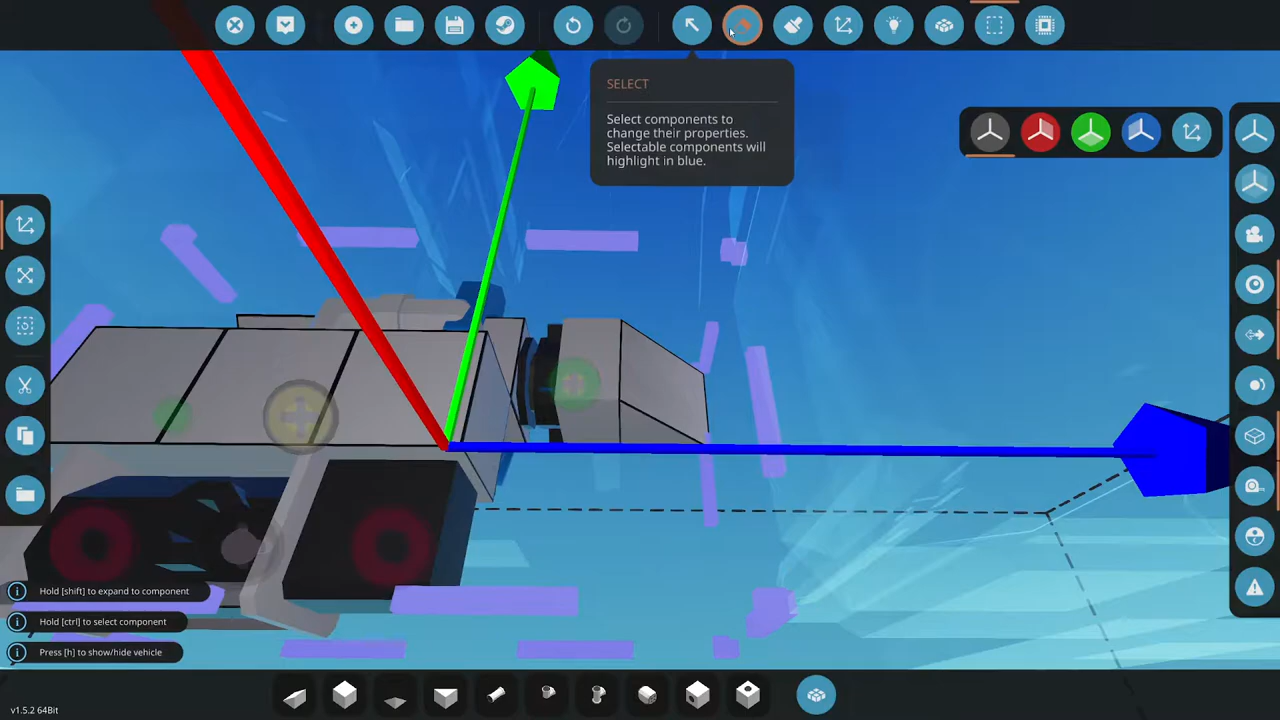 SELECT
Select components to
change their properties.
Selectable components will
highlight in blue.
Hold [shift] to expand to component
Hold [ctrl] to select component
Press [h] to show/hide vehicle
v1.5.2 64Bit